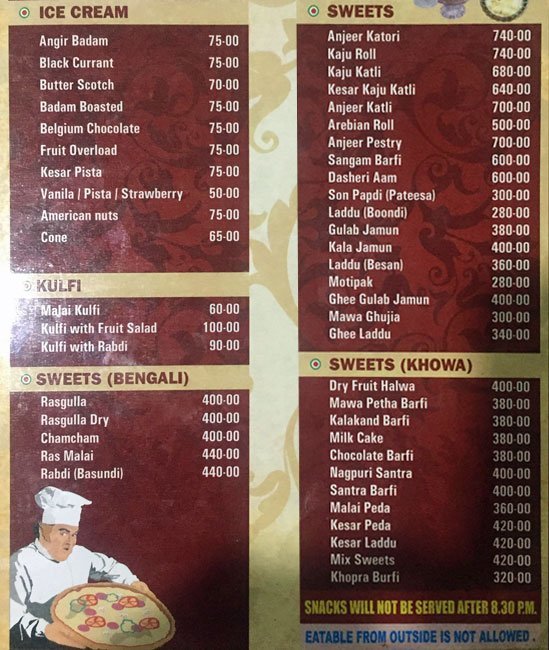 ICE CREAM
Angir Badam 75-00
Black Currant 75-00
Butter Scotch 70-00
Badam Boasted 75-00
Belgium Chocolate 75-00
Fruit Overload 75-00
Kesar Pista 75-00
Vanila / Pista / Strawberry 50-00
American nuts 75-00
Cone 65-00
KULFI
Malai Kulfi 60-00
Kulfi with Fruit Salad 100-00
Kulfi with Rabdi 90-00
SWEETS (BENGALI)
Rasgulla 400-00
Rasgulla Dry 400-00
Chamcham 400-00
Ras Malai 440-00
Rabdi (Basundi) 440-00
SWEETS
Anjeer Katori 740-00
Kaju Roll 740-00
Kaju Katli 680-00
Kesar Kaju Katli 640-00
Anjeer Katli 700-00
Arebian Roll 500-00
Anjeer Pestry 700-00
Sangam Barfi 600-00
Dasheri Aam 600-00
Son Papdi (Pateesa) 300-00
Laddu (Boondi) 280-00
Gulab Jamun 380-00
Kala Jamun 400-00
Laddu (Besan) 360-00
Motipak 280-00
Ghee Gulab Jamun 400-00
Mawa Ghujia 300-00
Ghee Laddu 340-00
SWEETS (KHOWA)
Dry Fruit Halwa 400-00
Mawa Petha Barfi 380-00
Kalakand Barfi 380-00
Milk Cake 380-00
Chocolate Barfi 380-00
Nagpuri Santra 400-00
Santra Barfi 400-00
Malai Peda 360-00
Kesar Peda 420-00
Kesar Laddu 420-00
Mix Sweets 420-00
Khopra Burfi 320-00
SNACKS WILL NOT BE SERVED AFTER 8.30 P.M.
EATABLE FROM OUTSIDE IS NOT ALLOWED .